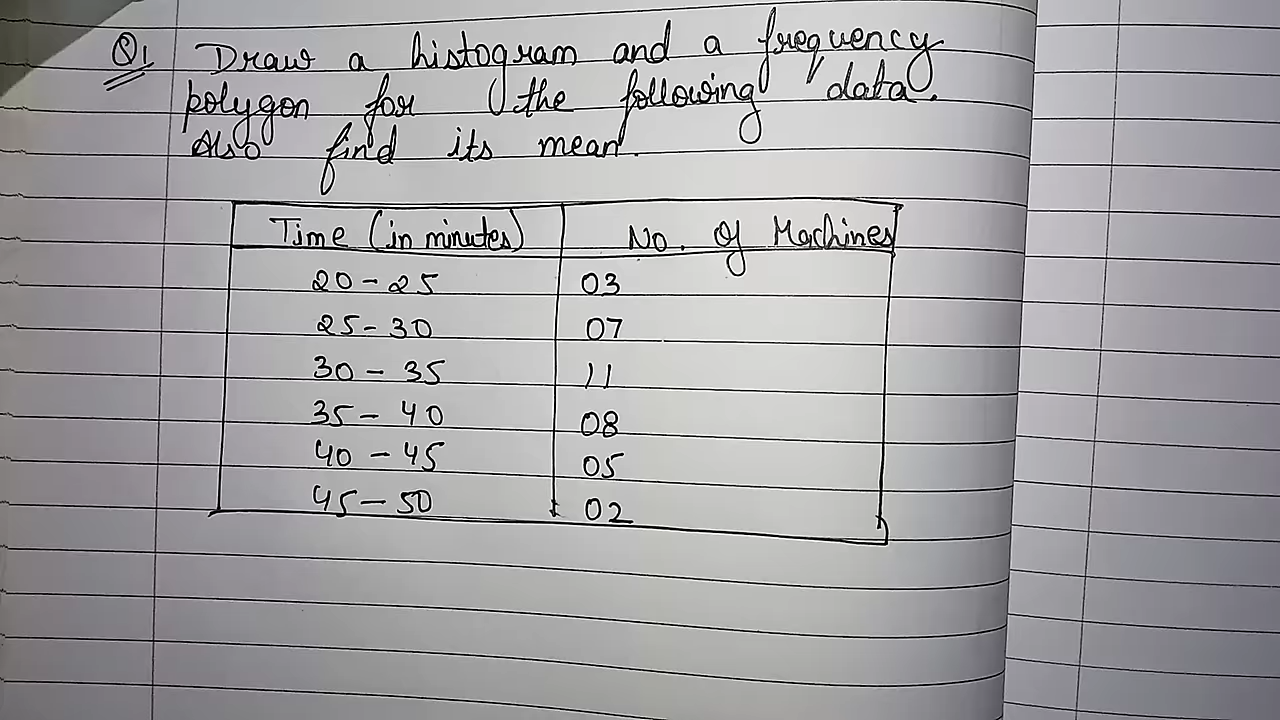 Q1 Draw a histogram and a frequency
polygon for the following data.
Also find its mean.
Time (in minutes) No. of Machines
20-25 03
25-30 07
30-35 11
35-40 08
40-45 05
45-50 02